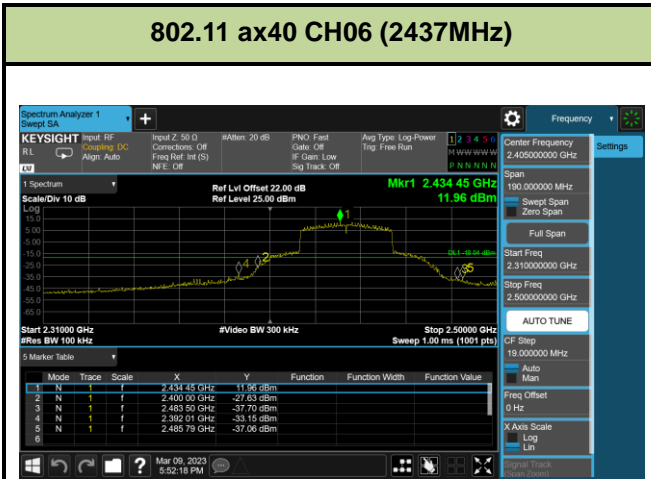 802.11 ax40 CH06 (2437MHz)
Spectrum Analyzer 1
Swept SA
Frequency
KEYSIGHT
RL
LXI
Input: RF
Coupling: DC
Align: Auto
Input Z: 50 Ω
Corrections: Off
Freq Ref: Int (S)
NFE: Off
#Atten: 20 dB
PNO: Fast
Gate: Off
IF Gain: Low
Sig Track: Off
Avg Type: Log-Power
Trig: Free Run
1 2 3 4 5 6
M W W W W W
P N N N N N
Center Frequency
2.405000000 GHz
Settings
Span
190.000000 MHz
Swept Span
Zero Span
Full Span
Start Freq
2.310000000 GHz
Stop Freq
2.500000000 GHz
AUTO TUNE
CF Step
19.000000 MHz
Auto
Man
Freq Offset
0 Hz
X Axis Scale
Log
Lin
Signal Track
(Span Zoom)
1 Spectrum
Scale/Div 10 dB
Ref Lvl Offset 22.00 dB
Ref Level 25.00 dBm
Mkr1 2.434 45 GHz
11.96 dBm
Log
15.0
5.00
-5.00
-15.0
-25.0
-35.0
-45.0
-55.0
-65.0
1
2
4
3
5
Start 2.31000 GHz
#Res BW 100 kHz
#Video BW 300 kHz
Stop 2.50000 GHz
Sweep 1.00 ms (1001 pts)
5 Marker Table
Mode Trace Scale X Y Function Function Width Function Value
1 N 1 f 2.434 45 GHz 11.96 dBm
2 N 1 f 2.400 00 GHz -27.63 dBm
3 N 1 f 2.483 50 GHz -37.70 dBm
4 N 1 f 2.392 01 GHz -33.15 dBm
5 N 1 f 2.485 79 GHz -37.06 dBm
6
?
Mar 09, 2023
5:52:18 PM